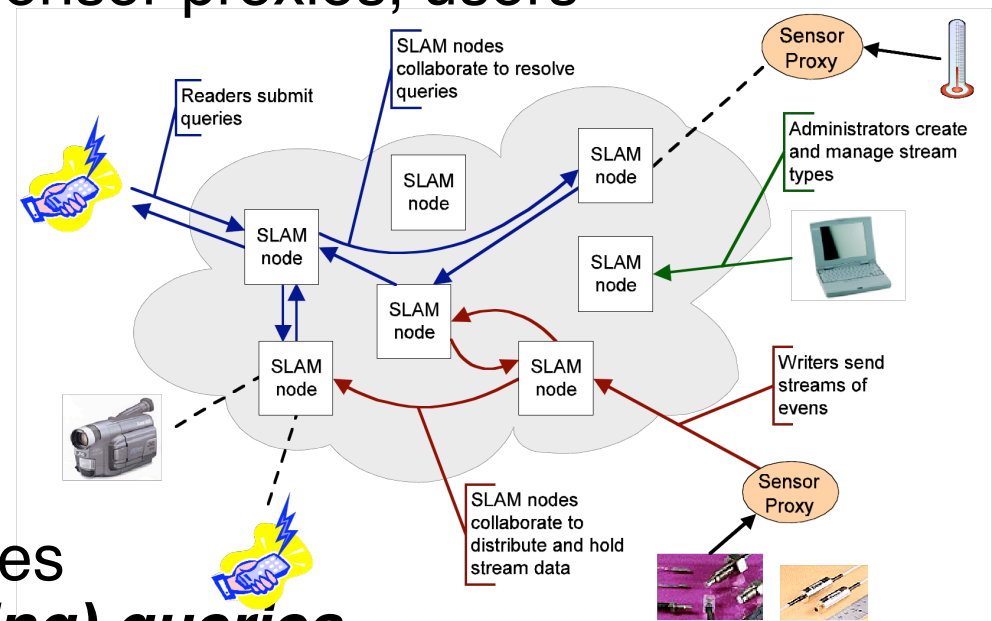 ensor proxies, users
SLAM nodes
collaborate to resolve
queries
Sensor
Proxy
Readers submit
queries
Administrators create
and manage stream
types
SLAM
node
SLAM
node
SLAM
node
SLAM
node
SLAM
node
SLAM
node
SLAM
node
Writers send
streams of
evens
Sensor
Proxy
SLAM nodes
collaborate to
distribute and hold
stream data
es
ng) queries